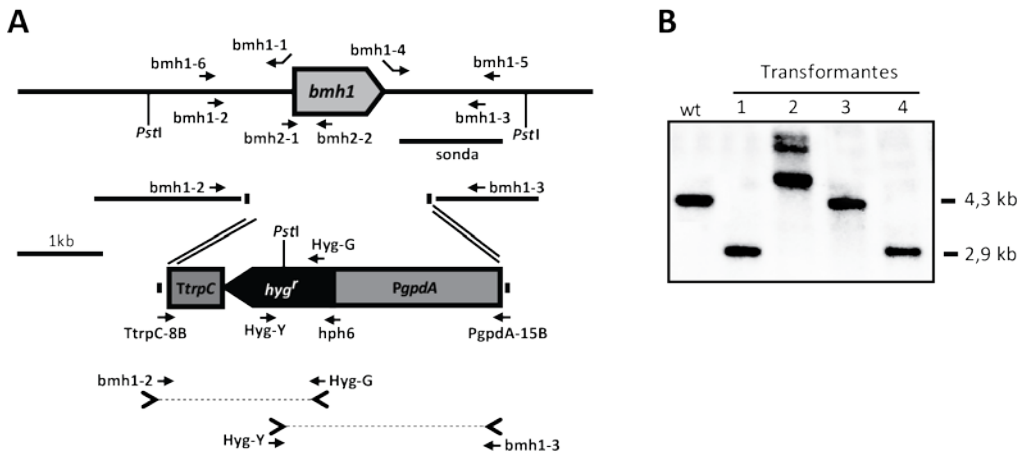 A
bmh1-1
bmh1-4
bmh1-6
bmh1-5
bmh1
bmh1-2
bmh1-3
PstI
PstI
bmh2-1
bmh2-2
sonda
bmh1-2
bmh1-3
1kb
PstI
Hyg-G
TtrpC
hygʳ
PgpdA
TtrpC-8B
Hyg-Y
hph6
PgpdA-15B
bmh1-2
Hyg-G
Hyg-Y
bmh1-3
B
Transformantes
wt 1 2 3 4
4,3 kb
2,9 kb